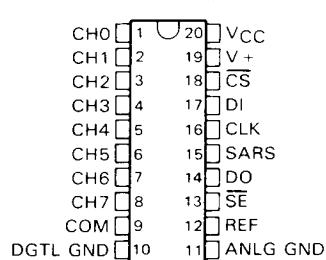 CH0 1 20 VCC
CH1 2 19 V+
CH2 3 18 C̅S̅
CH3 4 17 DI
CH4 5 16 CLK
CH5 6 15 SARS
CH6 7 14 DO
CH7 8 13 S̅E̅
COM 9 12 REF
DGTL GND 10 11 ANLG GND